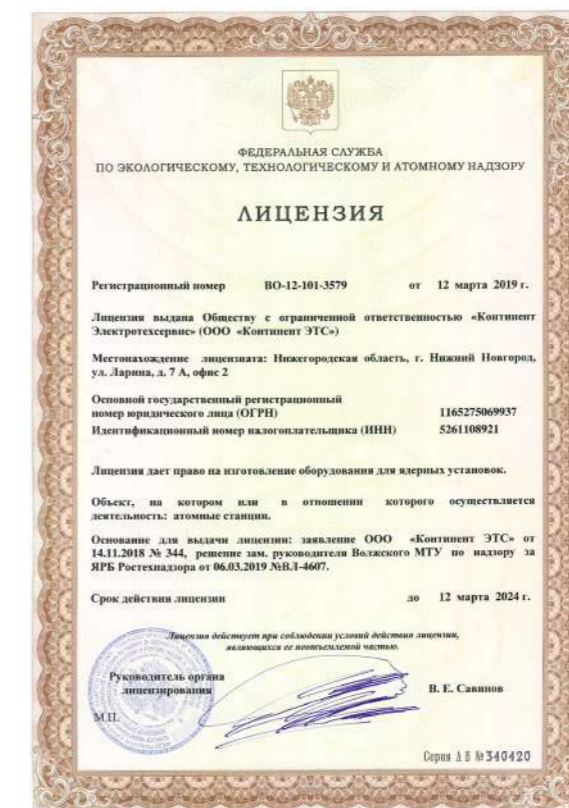 ФЕДЕРАЛЬНАЯ СЛУЖБА
ПО ЭКОЛОГИЧЕСКОМУ, ТЕХНОЛОГИЧЕСКОМУ И АТОМНОМУ НАДЗОРУ
ЛИЦЕНЗИЯ
Регистрационный номер ВО-12-101-3579 от 12 марта 2019 г.
Лицензия выдана Обществу с ограниченной ответственностью «Континент
Электротехсервис» (ООО «Континент ЭТС»)
Местонахождение лицензиата: Нижегородская область, г. Нижний Новгород,
ул. Ларина, д. 7 А, офис 2
Основной государственный регистрационный
номер юридического лица (ОГРН) 1165275069937
Идентификационный номер налогоплательщика (ИНН) 5261108921
Лицензия дает право на изготовление оборудования для ядерных установок.
Объект, на котором или в отношении которого осуществляется
деятельность: атомные станции.
Основание для выдачи лицензии: заявление ООО «Континент ЭТС» от
14.11.2018 № 344, решение зам. руководителя Волжского МТУ по надзору за
ЯРБ Ростехнадзора от 06.03.2019 №ВЛ-4607.
Срок действия лицензии до 12 марта 2024 г.
Лицензия действует при соблюдении условий действия лицензии,
являющихся ее неотъемлемой частью.
Руководитель органа
лицензирования В. Е. Савинов
М.П.
Серия А В №340420